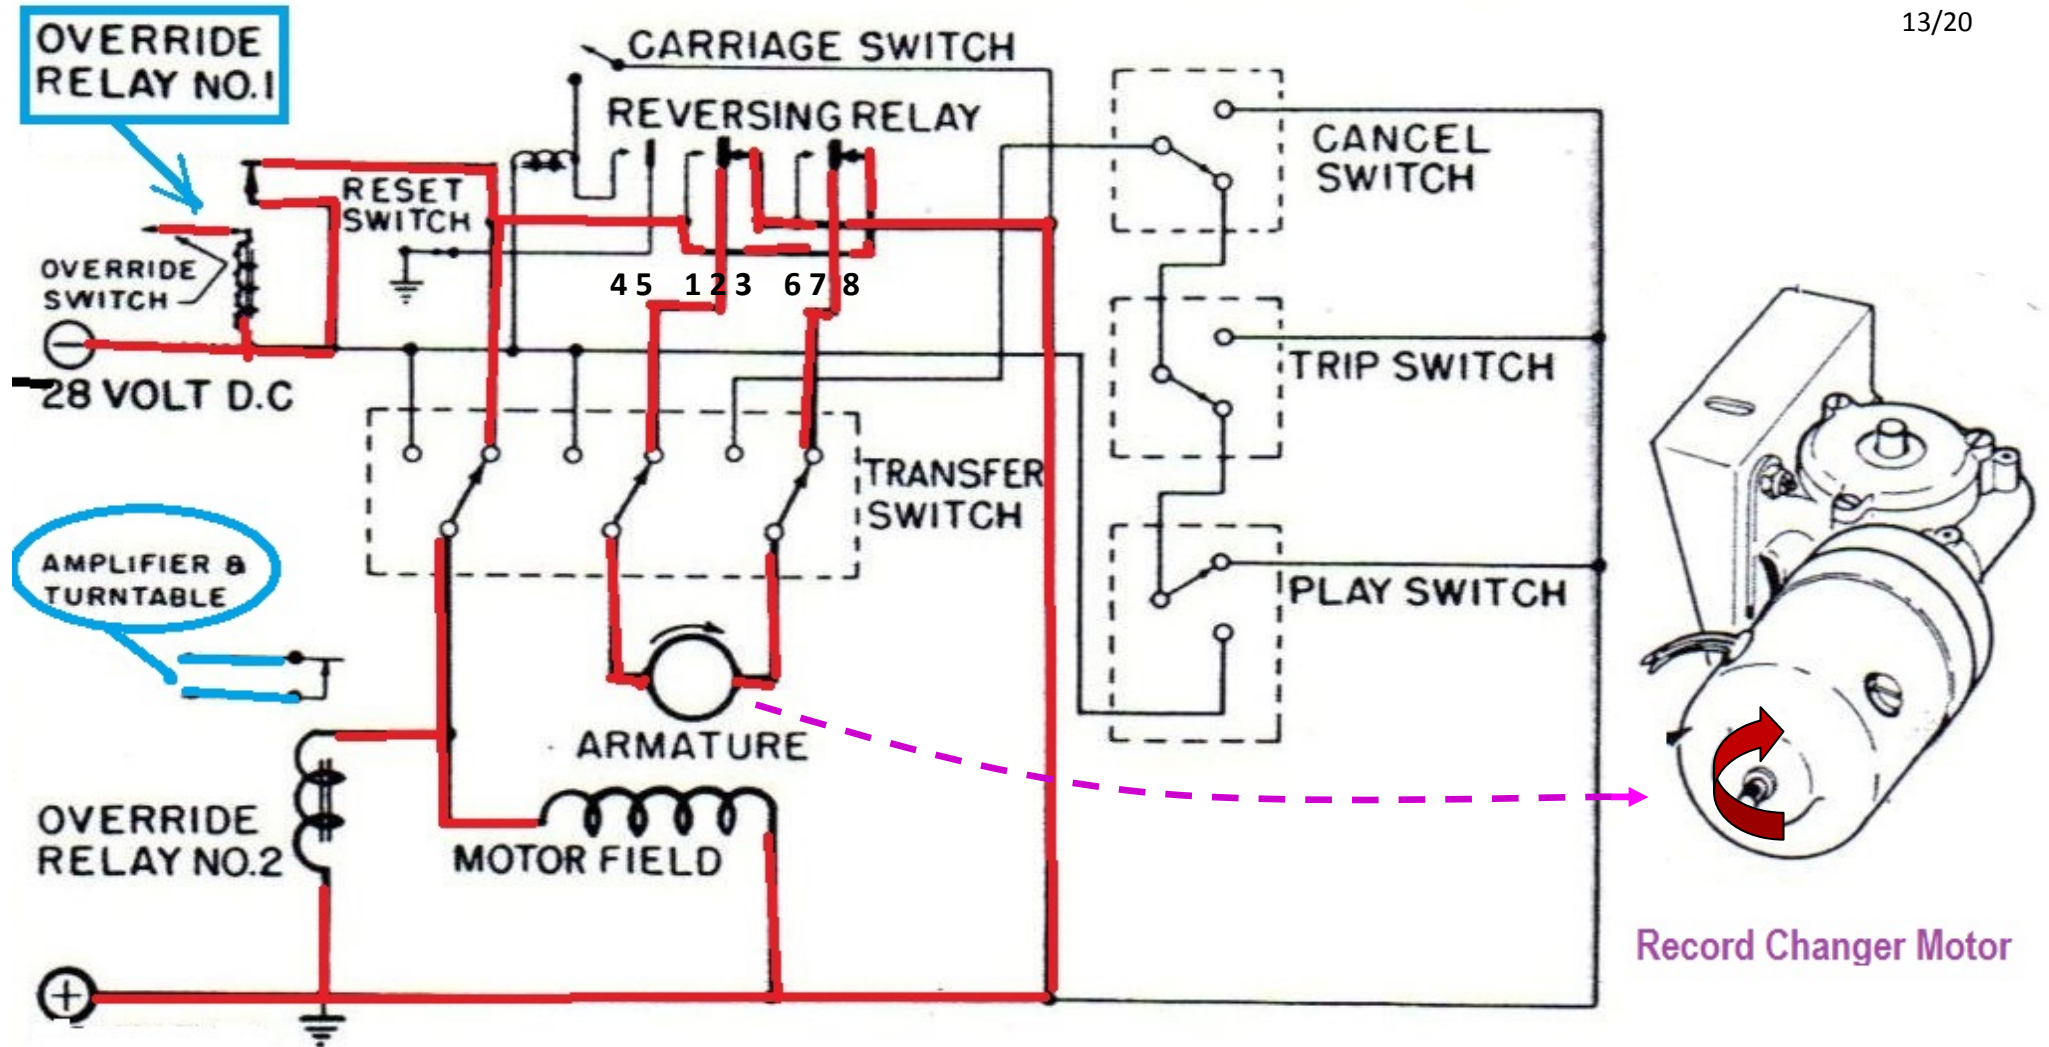 13/20
OVERRIDE
RELAY NO.1
CARRIAGE SWITCH
REVERSING RELAY
CANCEL
SWITCH
RESET
SWITCH
OVERRIDE
SWITCH
4 5 1 2 3 6 7 8
−
-28 VOLT D.C
TRIP SWITCH
TRANSFER
SWITCH
AMPLIFIER &
TURNTABLE
PLAY SWITCH
ARMATURE
OVERRIDE
RELAY NO.2
MOTOR FIELD
Record Changer Motor
+